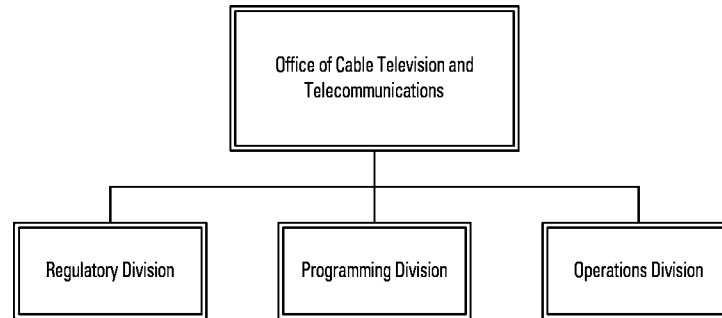 Office of Cable Television and
Telecommunications
Regulatory Division
Programming Division
Operations Division